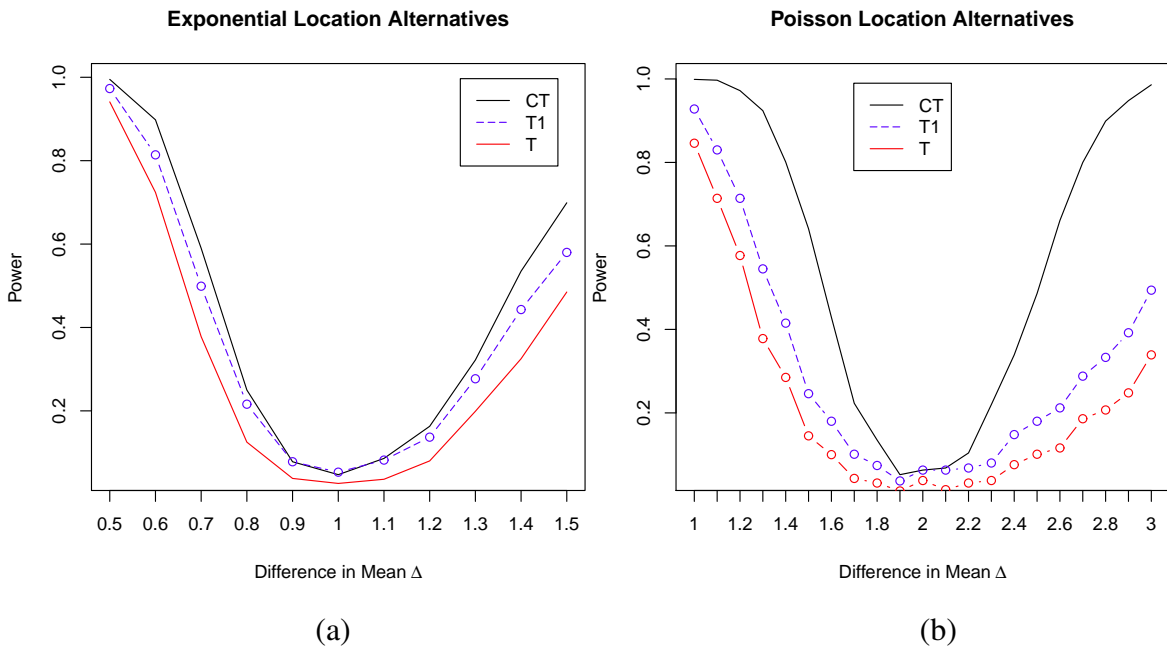 Exponential Location Alternatives
1.0
0.8
0.6
0.4
0.2
Power
CT
T1
T
0.5 0.6 0.7 0.8 0.9 1 1.1 1.2 1.3 1.4 1.5
Difference in Mean Δ
(a)
Poisson Location Alternatives
1.0
0.8
0.6
0.4
0.2
Power
CT
T1
T
1 1.2 1.4 1.6 1.8 2 2.2 2.4 2.6 2.8 3
Difference in Mean Δ
(b)